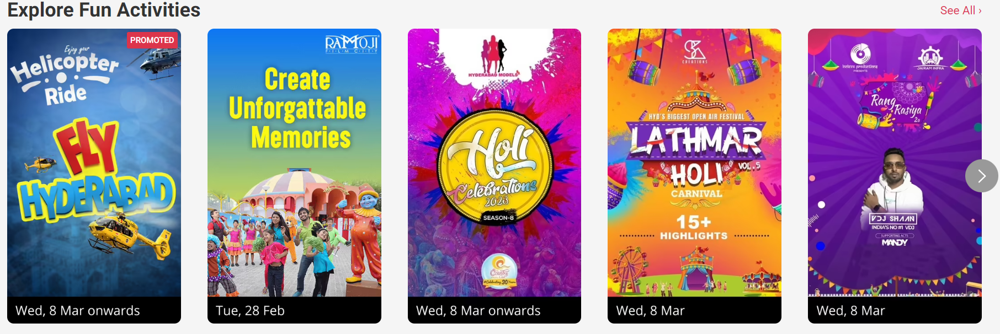 Explore Fun Activities
See All ›
PROMOTED
Enjoy your
Helicopter
Ride
FLY
HYDERABAD
Wed, 8 Mar onwards
RAMOJI
FILM CITY
Create
Unforgattable
Memories
Tue, 28 Feb
HYDERABAD MODELS
Holi
Celebrations
2023
SEASON-8
Country
Club
#Celebrating 30 Years
Wed, 8 Mar onwards
SK
CREATIONS
HYD'S BIGGEST OPEN AIR FESTIVAL
LATHMAR
HOLI VOL.5
CARNIVAL
15+
HIGHLIGHTS
Wed, 8 Mar
productions
PRESENTS
JAIRAM INFRA
Rang
Rasiya
2.0
VDJ SHAAN
INDIA'S NO #1 VDJ
SUPPORTING ACTS
MANDY
Wed, 8 Mar